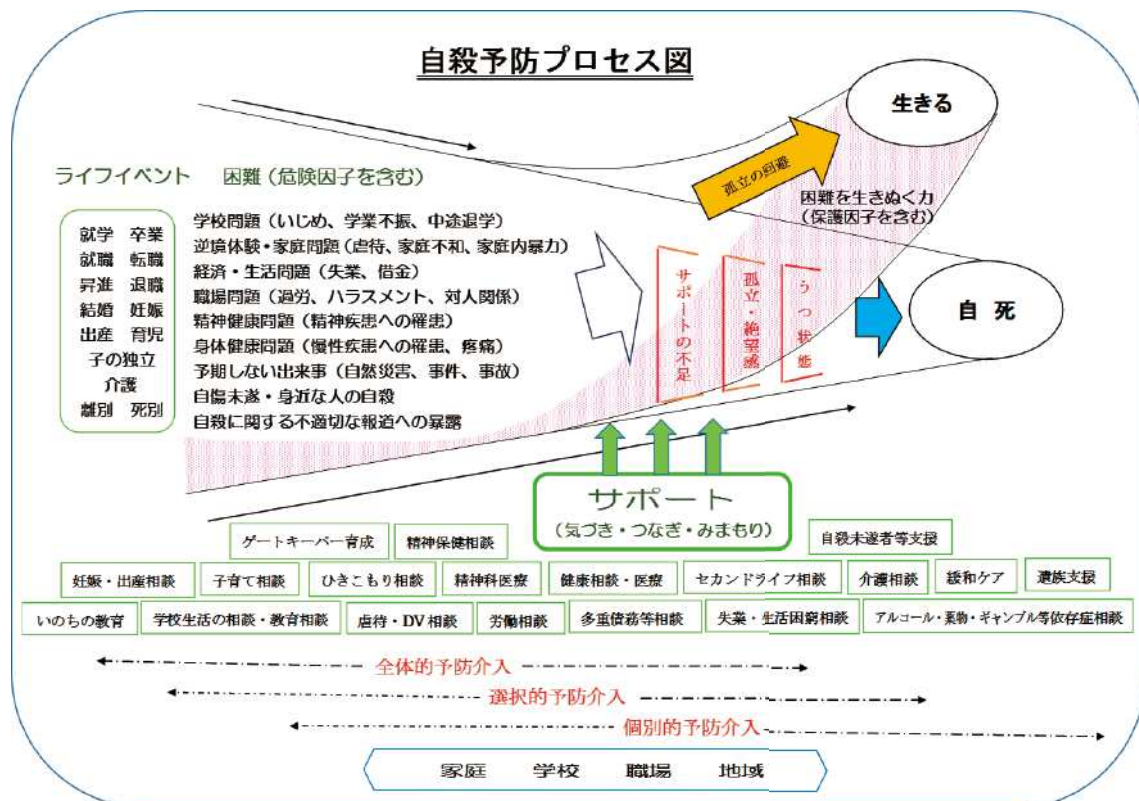 自殺予防プロセス図
生きる
孤立の回避
困難を生きぬく力
(保護因子を含む)
ライフイベント 困難(危険因子を含む)
就学 卒業
就職 転職
昇進 退職
結婚 妊娠
出産 育児
子の独立
介護
離別 死別
学校問題(いじめ、学業不振、中途退学)
逆境体験・家庭問題(虐待、家庭不和、家庭内暴力)
経済・生活問題(失業、借金)
職場問題(過労、ハラスメント、対人関係)
精神健康問題(精神疾患への罹患)
身体健康問題(慢性疾患への罹患、疼痛)
予期しない出来事(自然災害、事件、事故)
自傷未遂・身近な人の自殺
自殺に関する不適切な報道への暴露
サポートの不足
孤立・絶望感
うつ状態
自 死
サポート
(気づき・つなぎ・みまもり)
ゲートキーパー育成 精神保健相談 自殺未遂者等支援
妊娠・出産相談 子育て相談 ひきこもり相談 精神科医療 健康相談・医療 セカンドライフ相談 介護相談 緩和ケア 遺族支援
いのちの教育 学校生活の相談・教育相談 虐待・DV相談 労働相談 多重債務等相談 失業・生活困窮相談 アルコール・薬物・ギャンブル等依存症相談
全体的予防介入
選択的予防介入
個別的予防介入
家庭 学校 職場 地域